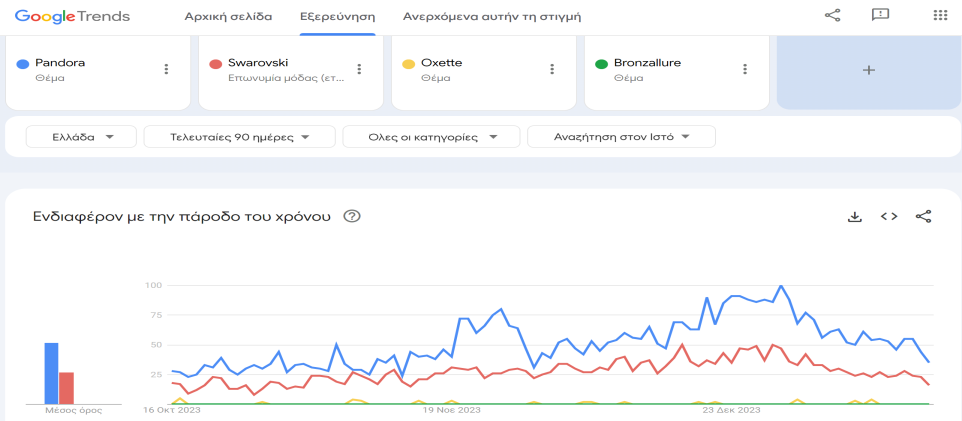 Google Trends Αρχική σελίδα Εξερεύνηση Ανερχόμενα αυτήν τη στιγμή
Pandora
Θέμα
Swarovski
Επωνυμία μόδας (ετ...
Oxette
Θέμα
Bronzallure
Θέμα
+
Ελλάδα
Τελευταίες 90 ημέρες
Ολες οι κατηγορίες
Αναζήτηση στον Ιστό
Ενδιαφέρον με την πάροδο του χρόνου ?
100
75
50
25
Μέσος όρος
16 Οκτ 2023 19 Νοε 2023 23 Δεκ 2023